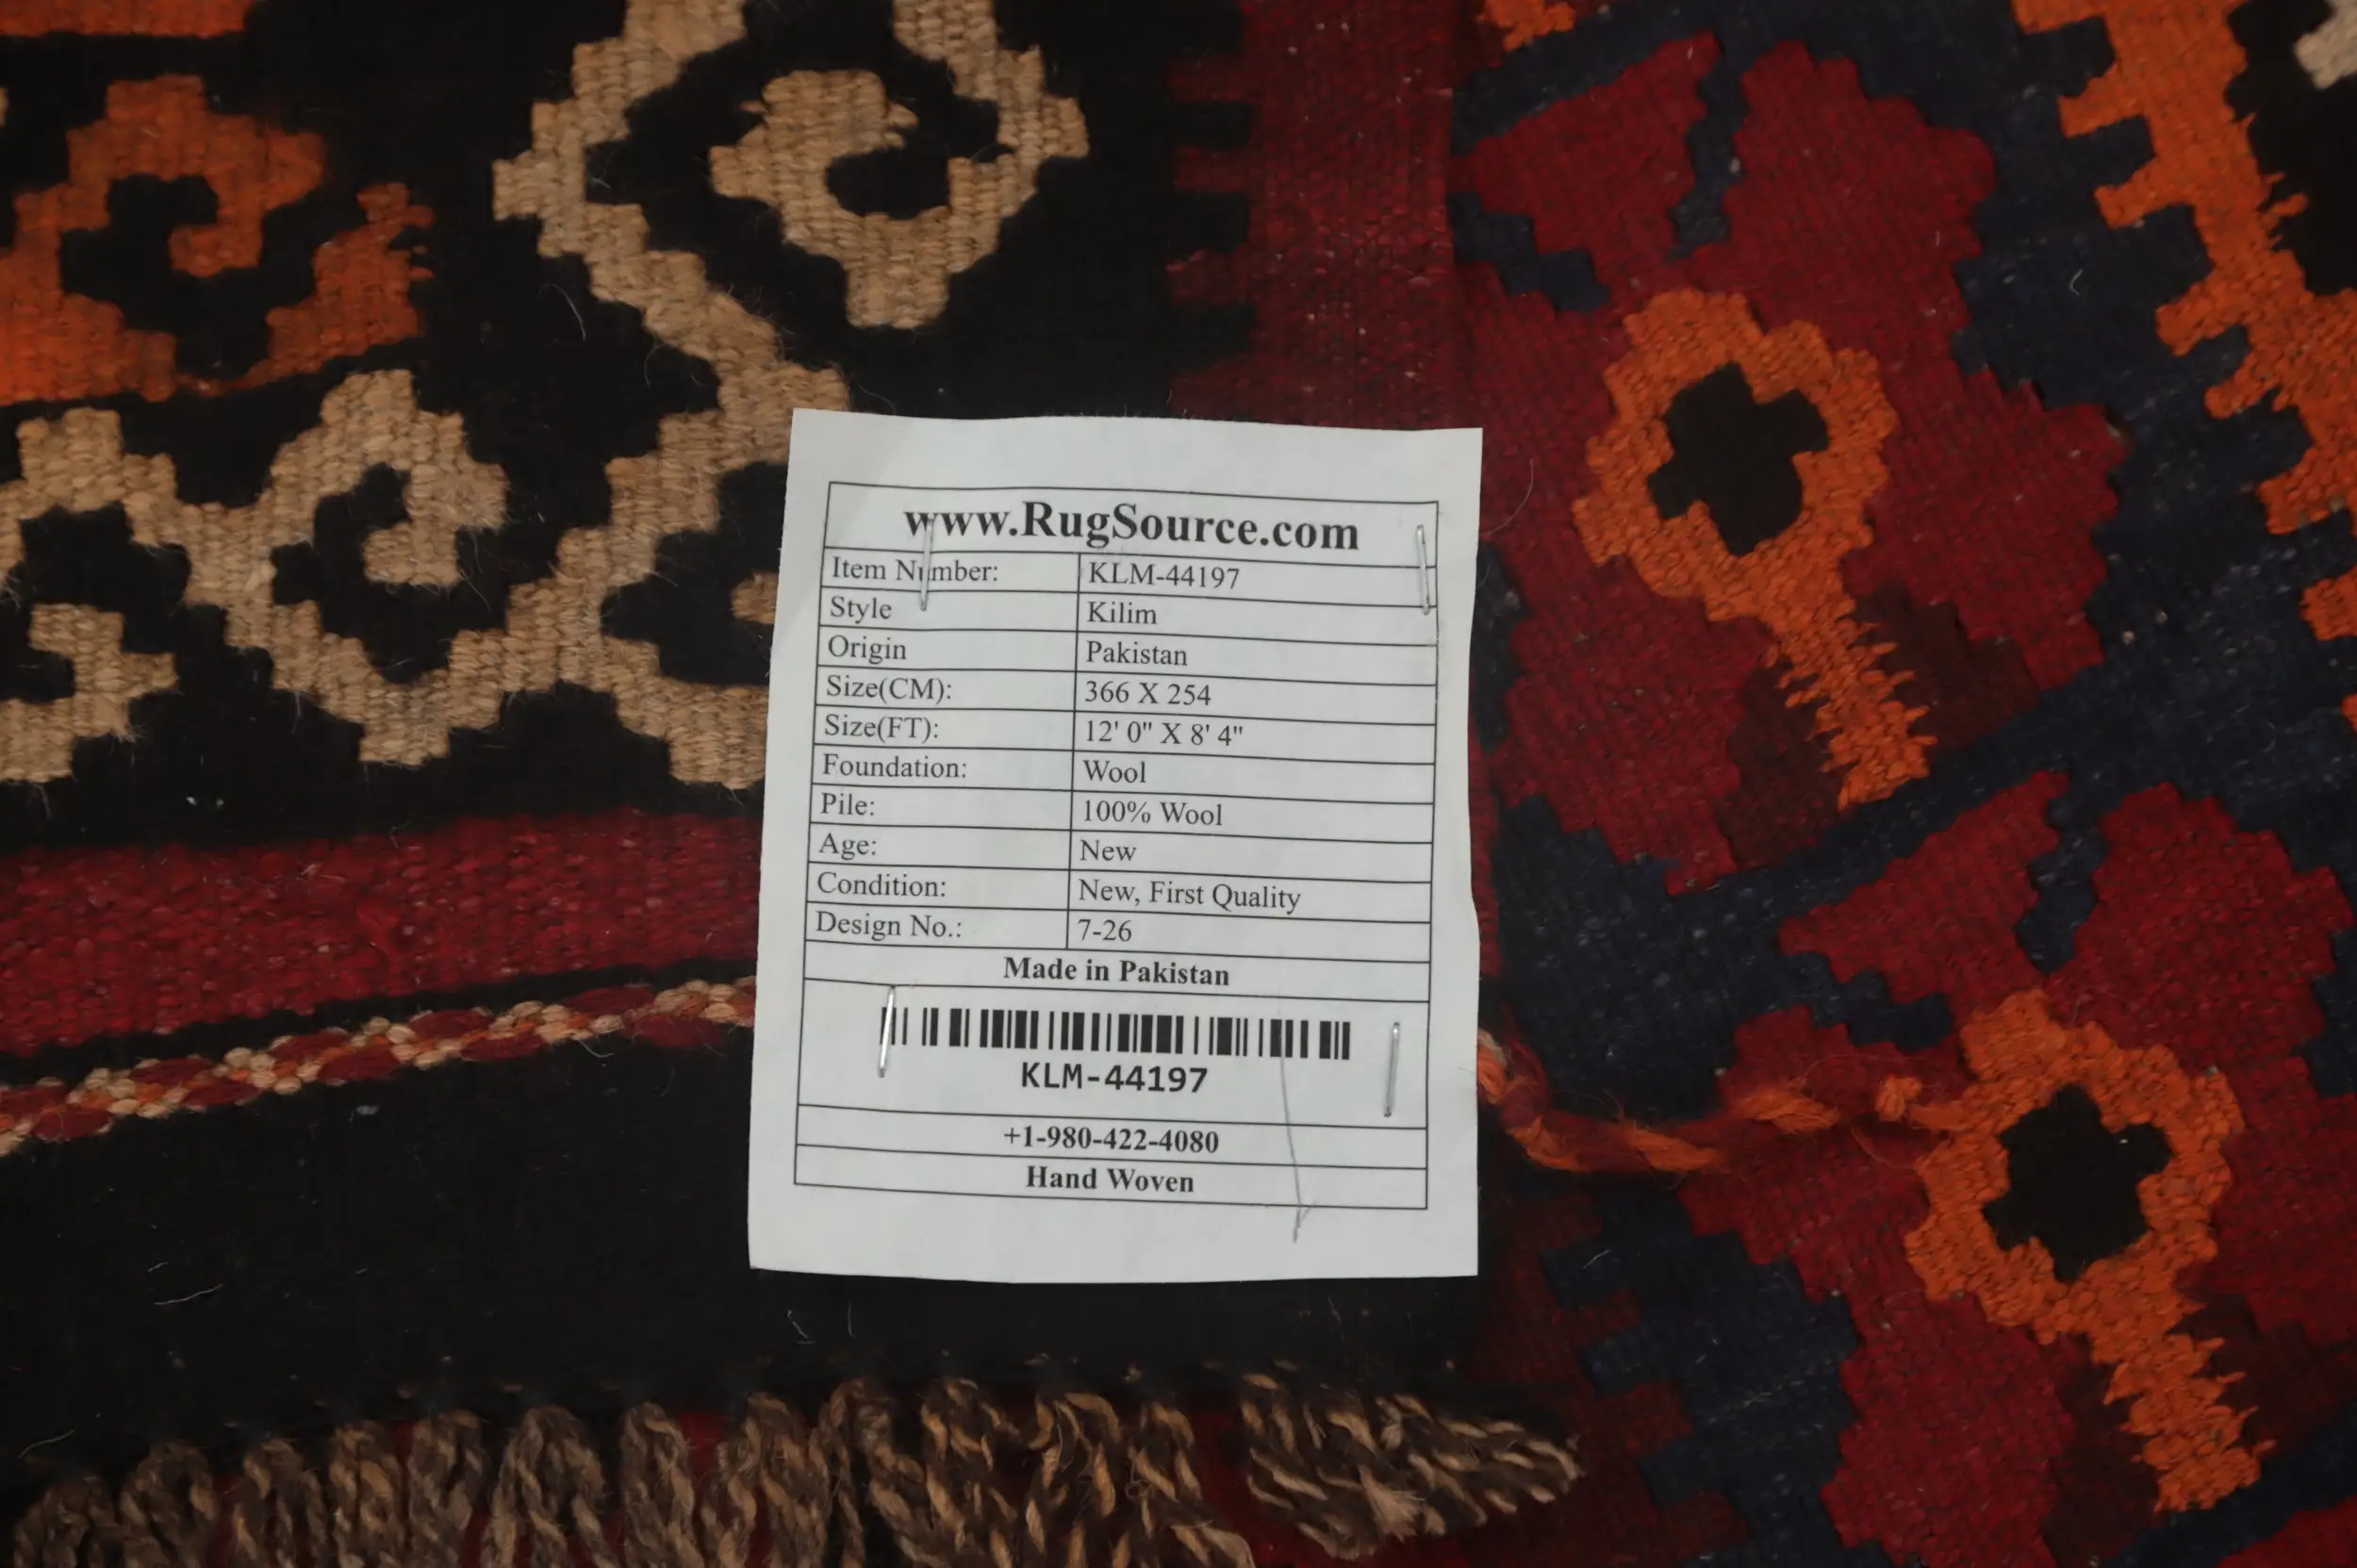 www.RugSource.com
Item Number: KLM-44197
Style Kilim
Origin Pakistan
Size(CM): 366 X 254
Size(FT): 12' 0" X 8' 4"
Foundation: Wool
Pile: 100% Wool
Age: New
Condition: New, First Quality
Design No.: 7-26
Made in Pakistan
KLM-44197
+1-980-422-4080
Hand Woven